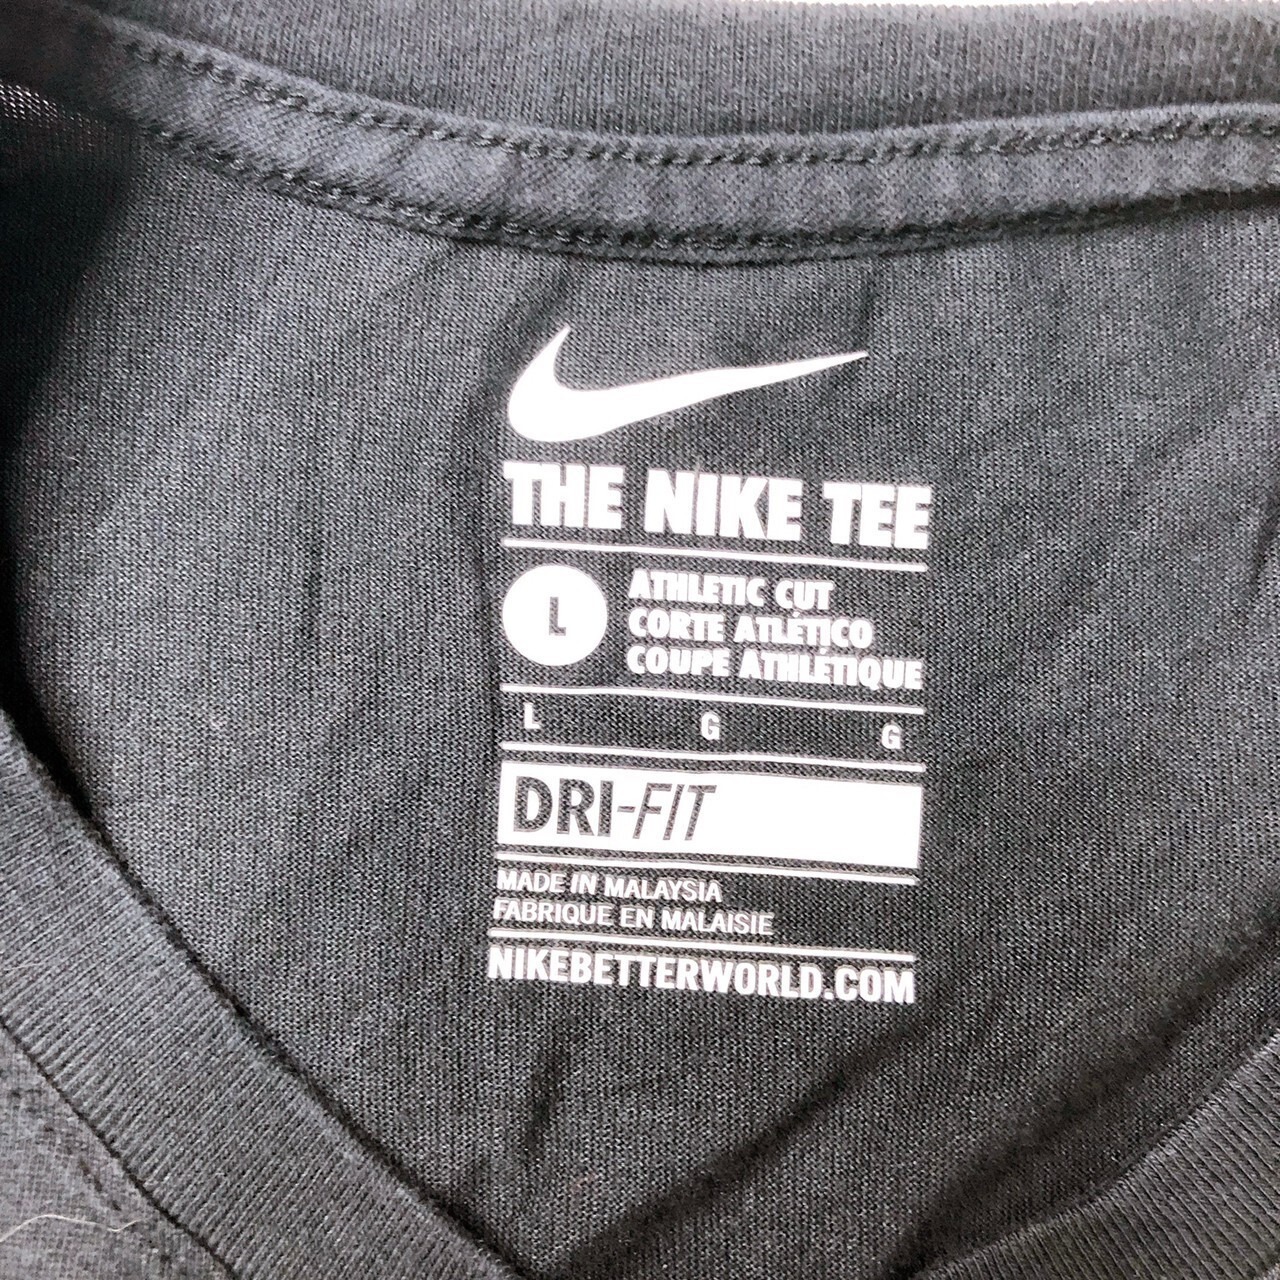 THE NIKE TEE
L
ATHLETIC CUT
CORTE ATLÉTICO
COUPE ATHLÉTIQUE
L G G
DRI-FIT
MADE IN MALAYSIA
FABRIQUE EN MALAISIE
NIKEBETTERWORLD.COM